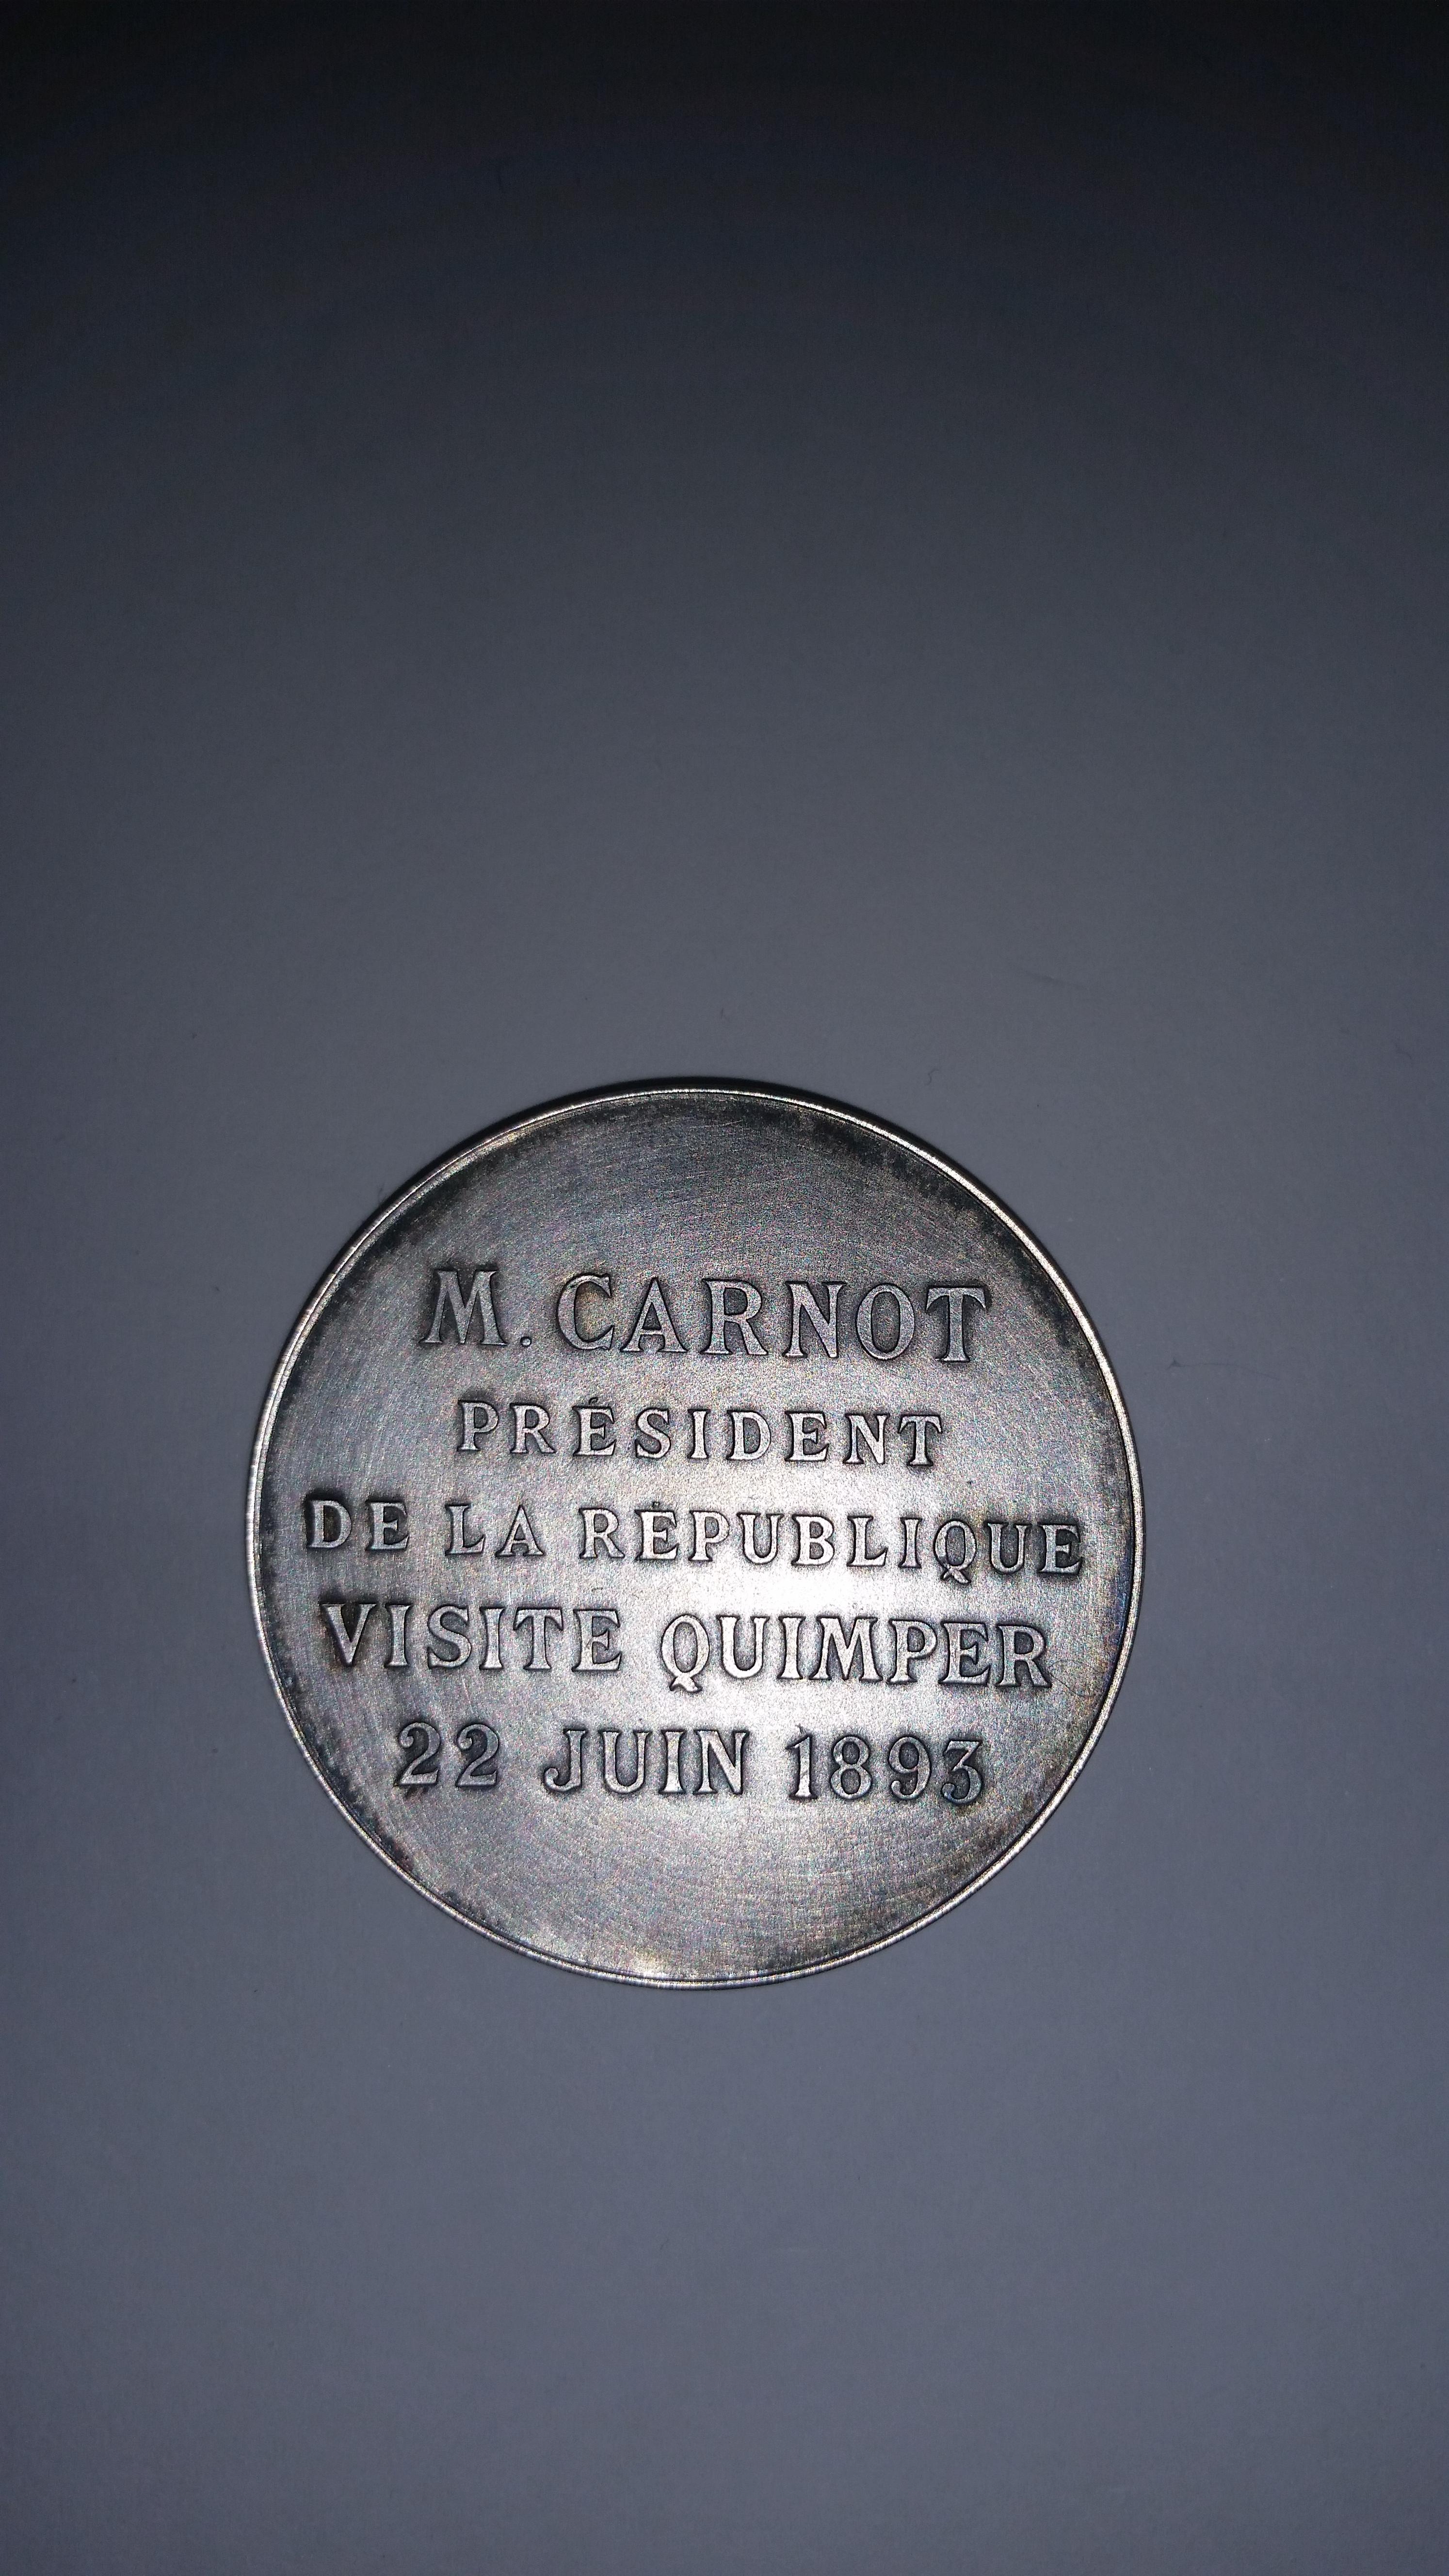 M. CARNOT
PRÉSIDENT
DE LA RÉPUBLIQUE
VISITE QUIMPER
22 JUIN 1893